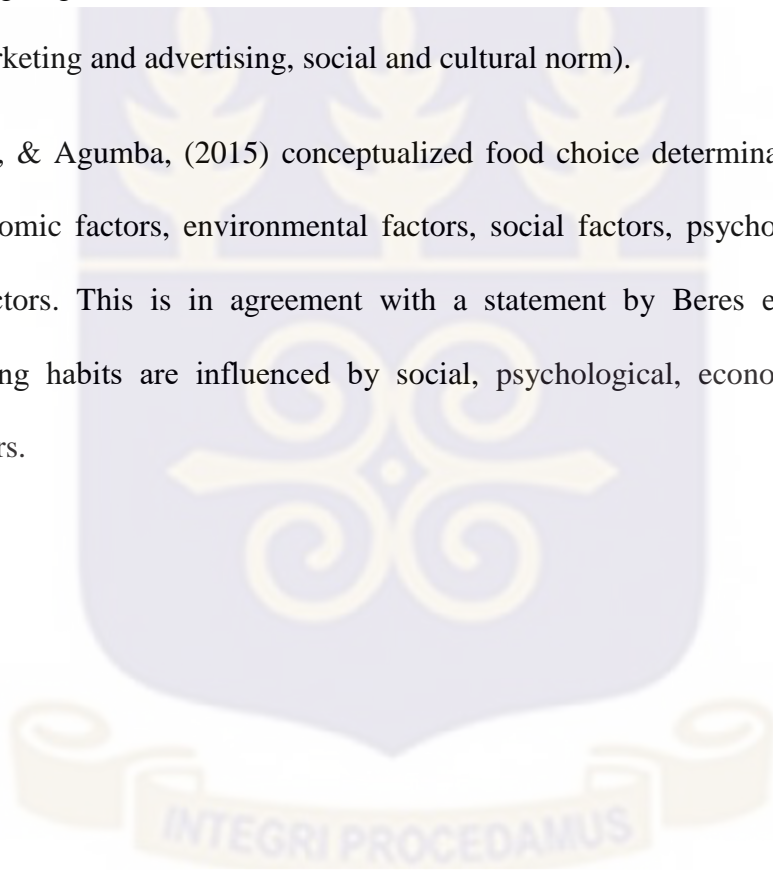 rketing and advertising, social and cultural norm).
, & Agumba, (2015) conceptualized food choice determina
omic factors, environmental factors, social factors, psycho
ctors. This is in agreement with a statement by Beres e
ng habits are influenced by social, psychological, econo
rs.
INTEGRI PROCEDAMUS